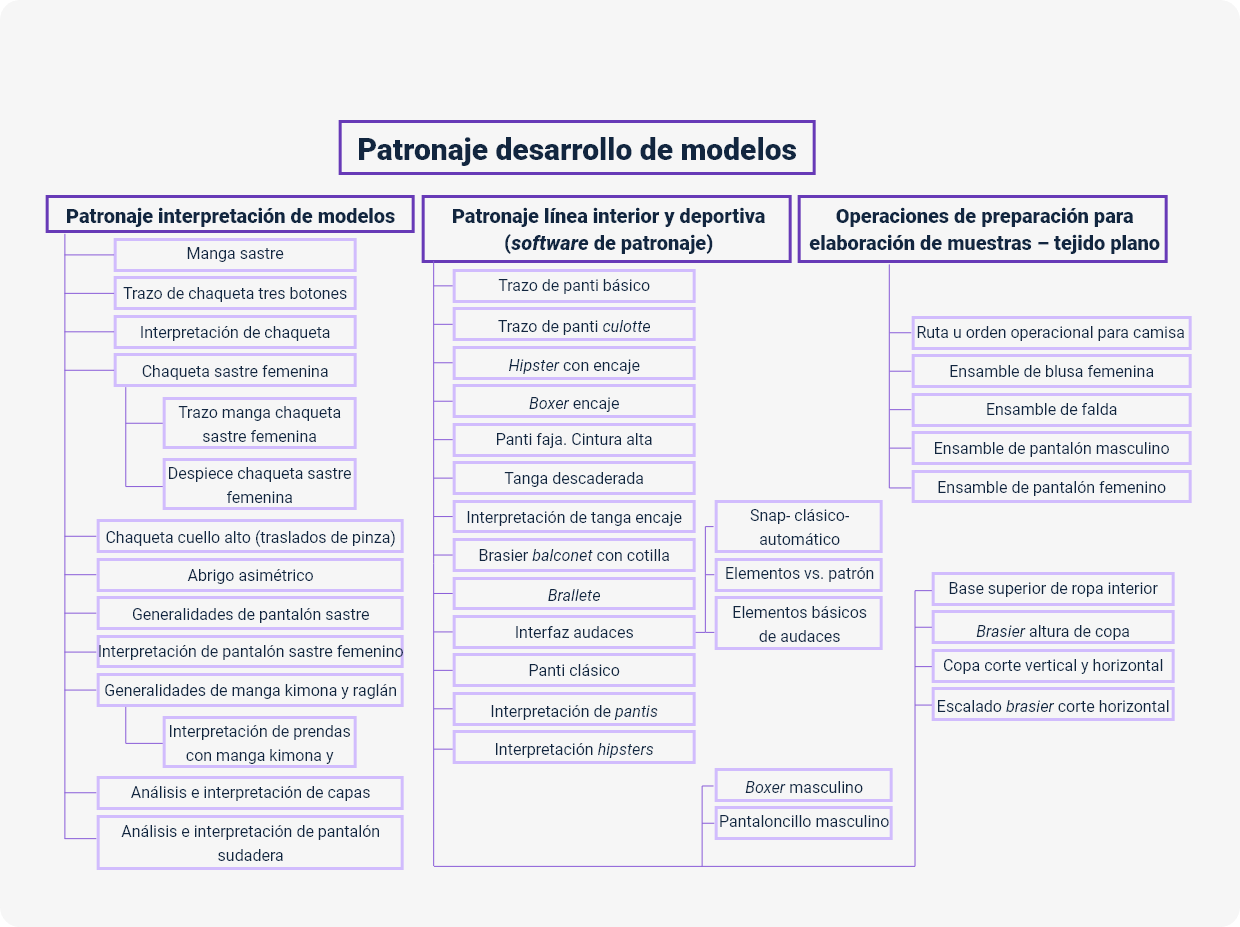 Patronaje desarrollo de modelos
Patronaje interpretación de modelos
Manga sastre
Trazo de chaqueta tres botones
Interpretación de chaqueta
Chaqueta sastre femenina
Trazo manga chaqueta
sastre femenina
Despiece chaqueta sastre
femenina
Chaqueta cuello alto (traslados de pinza)
Abrigo asimétrico
Generalidades de pantalón sastre
Interpretación de pantalón sastre femenino
Generalidades de manga kimona y raglán
Interpretación de prendas
con manga kimona y
Análisis e interpretación de capas
Análisis e interpretación de pantalón
sudadera
Patronaje línea interior y deportiva
(software de patronaje)
Trazo de panti básico
Trazo de panti culotte
Hipster con encaje
Boxer encaje
Panti faja. Cintura alta
Tanga descaderada
Interpretación de tanga encaje
Brasier balconet con cotilla
Brallete
Interfaz audaces
Snap- clásico-
automático
Elementos vs. patrón
Elementos básicos
de audaces
Panti clásico
Interpretación de pantis
Interpretación hipsters
Boxer masculino
Pantaloncillo masculino
Base superior de ropa interior
Brasier altura de copa
Copa corte vertical y horizontal
Escalado brasier corte horizontal
Operaciones de preparación para
elaboración de muestras – tejido plano
Ruta u orden operacional para camisa
Ensamble de blusa femenina
Ensamble de falda
Ensamble de pantalón masculino
Ensamble de pantalón femenino